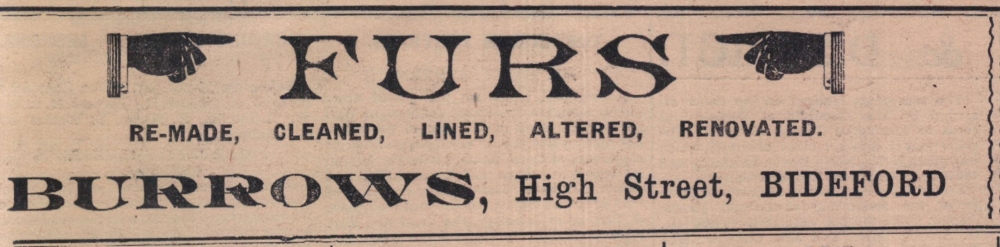 FURS
RE-MADE, CLEANED, LINED, ALTERED, RENOVATED.
BURROWS, High Street, BIDEFORD